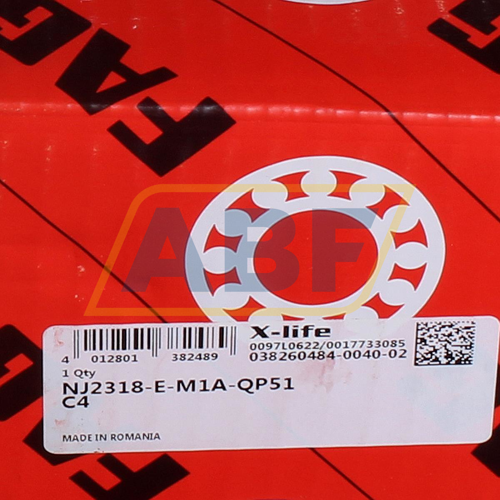 FAG
FAG
ABF
X-life
0097L0622/0017733085
038260484-0040-02
4 012801 382489
1 Qty
NJ2318-E-M1A-QP51
C4
MADE IN ROMANIA